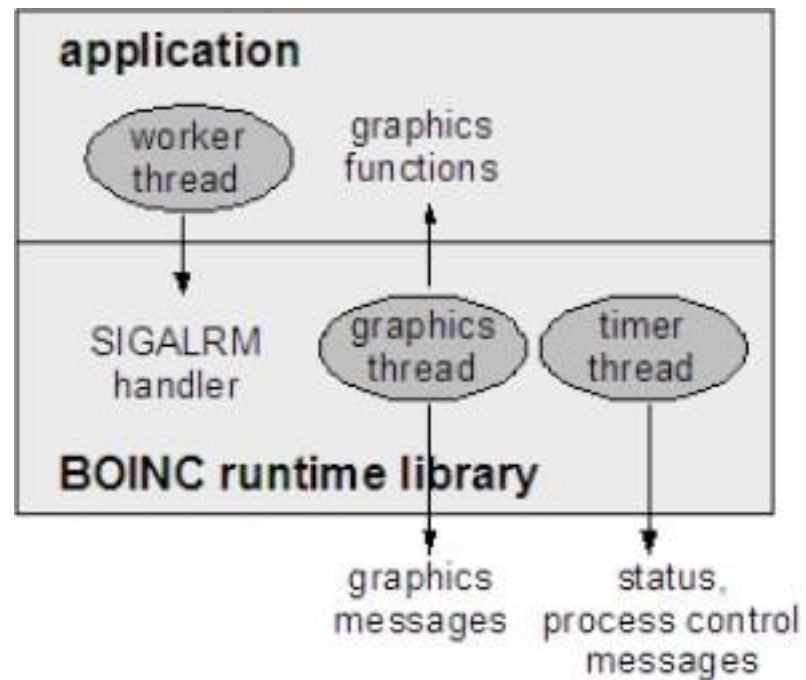 application
worker
thread
graphics
functions
SIGALRM
handler
graphics
thread
timer
thread
BOINC runtime library
graphics
messages
status,
process control
messages